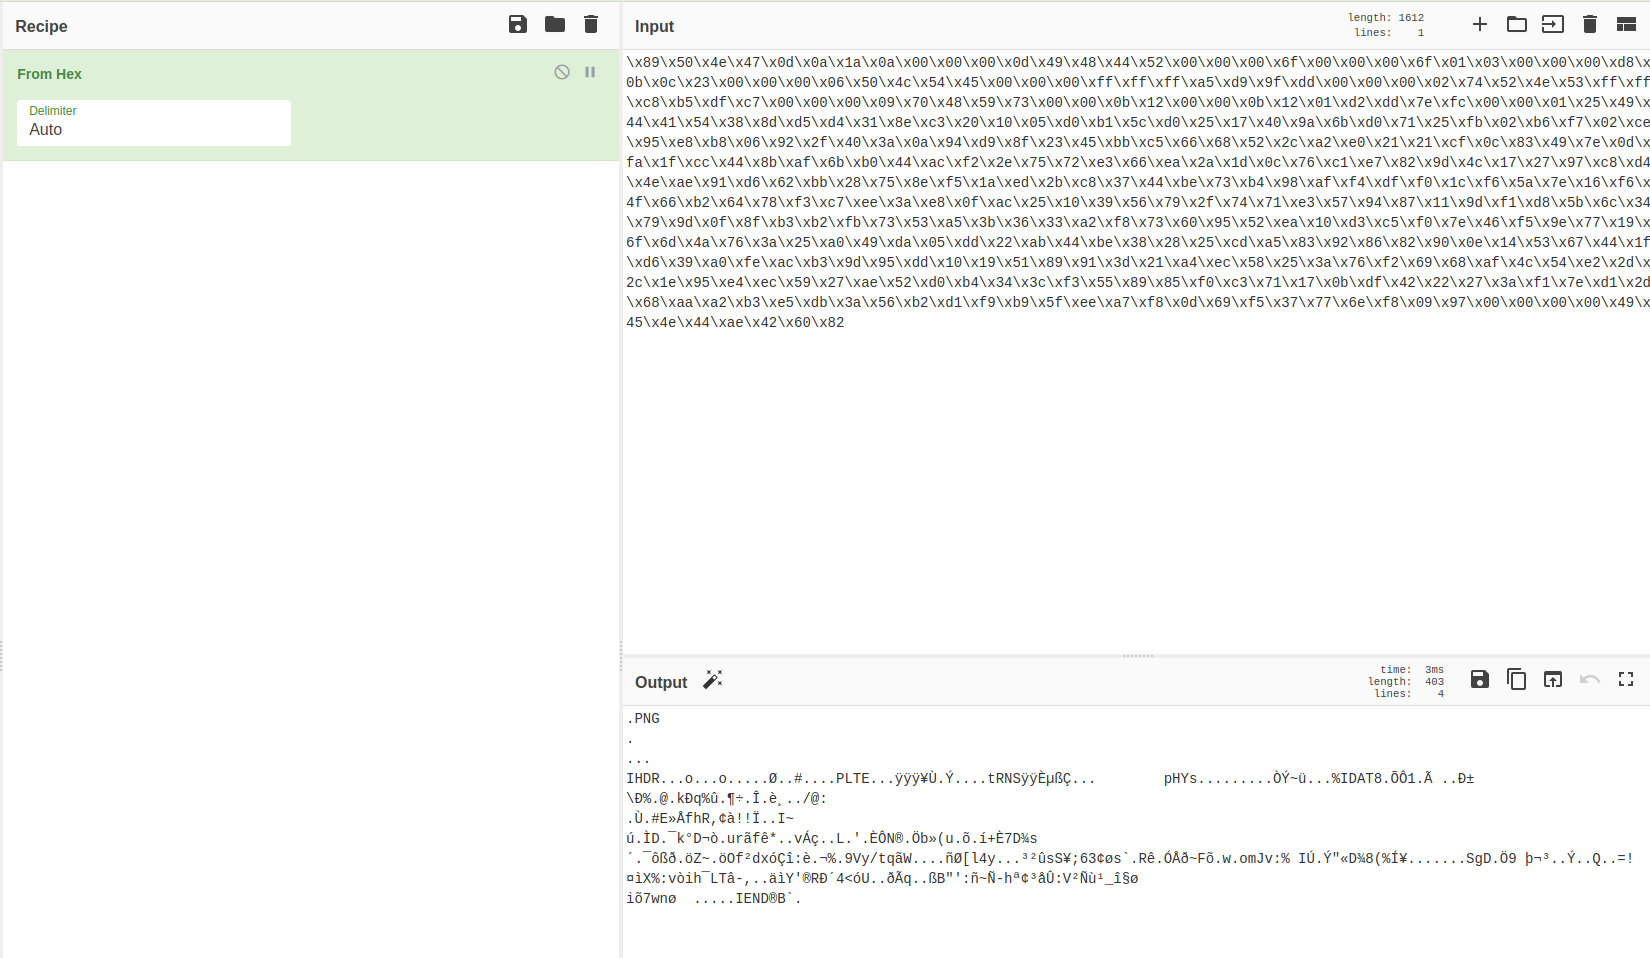 Recipe
From Hex
Delimiter
Auto
Input
length: 1612
lines: 1
\x89\x50\x4e\x47\x0d\x0a\x1a\x0a\x00\x00\x00\x0d\x49\x48\x44\x52\x00\x00\x00\x6f\x00\x00\x00\x6f\x01\x03\x00\x00\x00\xd8\x
0b\x0c\x23\x00\x00\x00\x06\x50\x4c\x54\x45\x00\x00\x00\xff\xff\xff\xa5\xd9\x9f\xdd\x00\x00\x00\x02\x74\x52\x4e\x53\xff\xff
\xc8\xb5\xdf\xc7\x00\x00\x00\x09\x70\x48\x59\x73\x00\x00\x0b\x12\x00\x00\x0b\x12\x01\xd2\xdd\x7e\xfc\x00\x00\x01\x25\x49\x
44\x41\x54\x38\x8d\xd5\xd4\x31\x8e\xc3\x20\x10\x05\xd0\xb1\x5c\xd0\x25\x17\x40\x9a\x6b\xd0\x71\x25\xfb\x02\xb6\xf7\x02\xce
\x95\xe8\xb8\x06\x92\x2f\x40\x3a\x0a\x94\xd9\x8f\x23\x45\xbb\xc5\x66\x68\x52\x2c\xa2\xe0\x21\x21\xcf\x0c\x83\x49\x7e\x0d\x
fa\x1f\xcc\x44\x8b\xaf\x6b\xb0\x44\xac\xf2\x2e\x75\x72\xe3\x66\xea\x2a\x1d\x0c\x76\xc1\xe7\x82\x9d\x4c\x17\x27\x97\xc8\xd4
\x4e\xae\x91\xd6\x62\xbb\x28\x75\x8e\xf5\x1a\xed\x2b\xc8\x37\x44\xbe\x73\xb4\x98\xaf\xf4\xdf\xf0\x1c\xf6\x5a\x7e\x16\xf6\x
4f\x66\xb2\x64\x78\xf3\xc7\xee\x3a\xe8\x0f\xac\x25\x10\x39\x56\x79\x2f\x74\x71\xe3\x57\x94\x87\x11\x9d\xf1\xd8\x5b\x6c\x34
\x79\x9d\x0f\x8f\xb3\xb2\xfb\x73\x53\xa5\x3b\x36\x33\xa2\xf8\x73\x60\x95\x52\xea\x10\xd3\xc5\xf0\x7e\x46\xf5\x9e\x77\x19\x
6f\x6d\x4a\x76\x3a\x25\xa0\x49\xda\x05\xdd\x22\xab\x44\xbe\x38\x28\x25\xcd\xa5\x83\x92\x86\x82\x90\x0e\x14\x53\x67\x44\x1f
\xd6\x39\xa0\xfe\xac\xb3\x9d\x95\xdd\x10\x19\x51\x89\x91\x3d\x21\xa4\xec\x58\x25\x3a\x76\xf2\x69\x68\xaf\x4c\x54\xe2\x2d\x
2c\x1e\x95\xe4\xec\x59\x27\xae\x52\xd0\xb4\x34\x3c\xf3\x55\x89\x85\xf0\xc3\x71\x17\x0b\xdf\x42\x22\x27\x3a\xf1\x7e\xd1\x2d
\x68\xaa\xa2\xb3\xe5\xdb\x3a\x56\xb2\xd1\xf9\xb9\x5f\xee\xa7\xf8\x0d\x69\xf5\x37\x77\x6e\xf8\x09\x97\x00\x00\x00\x00\x49\x
45\x4e\x44\xae\x42\x60\x82
Output
time: 3ms
length: 403
lines: 4
.PNG
.
...
IHDR...o...o.....Ø..#....PLTE...ÿÿÿ¥Ù.Ý....tRNSÿÿÈµßÇ... pHYs.........ÒÝ~ü...%IDAT8.ÕÔ1.Ã ..Ð±
\Ð%.@.kÐq%û.¶÷.Î.è¸../@:
.Ù.#E»ÅfhR,¢à!!Ï..I~
ú.ÌD.¯k°D¬ò.urãfê*..vÁç..L.'.ÈÔN®.Öb»(u.õ.í+È7D¾s
´.¯ôßð.öZ~.öOf²dxóÇî:è.¬%.9Vy/tqãW....ñØ[l4y...³²ûsS¥;63¢øs`.Rê.ÓÅð~Fõ.w.omJv:% IÚ.Ý"«D¾8(%Í¥.......SgD.Ö9 þ¬³..Ý..Q..=!
¤ìX%:vòih¯LTâ-,..äìY'®RÐ´4<óU..ðÃq..ßB"':ñ~Ñ-hª¢³åÛ:V²Ñù¹_î§ø
iõ7wnø .....IEND®B`.